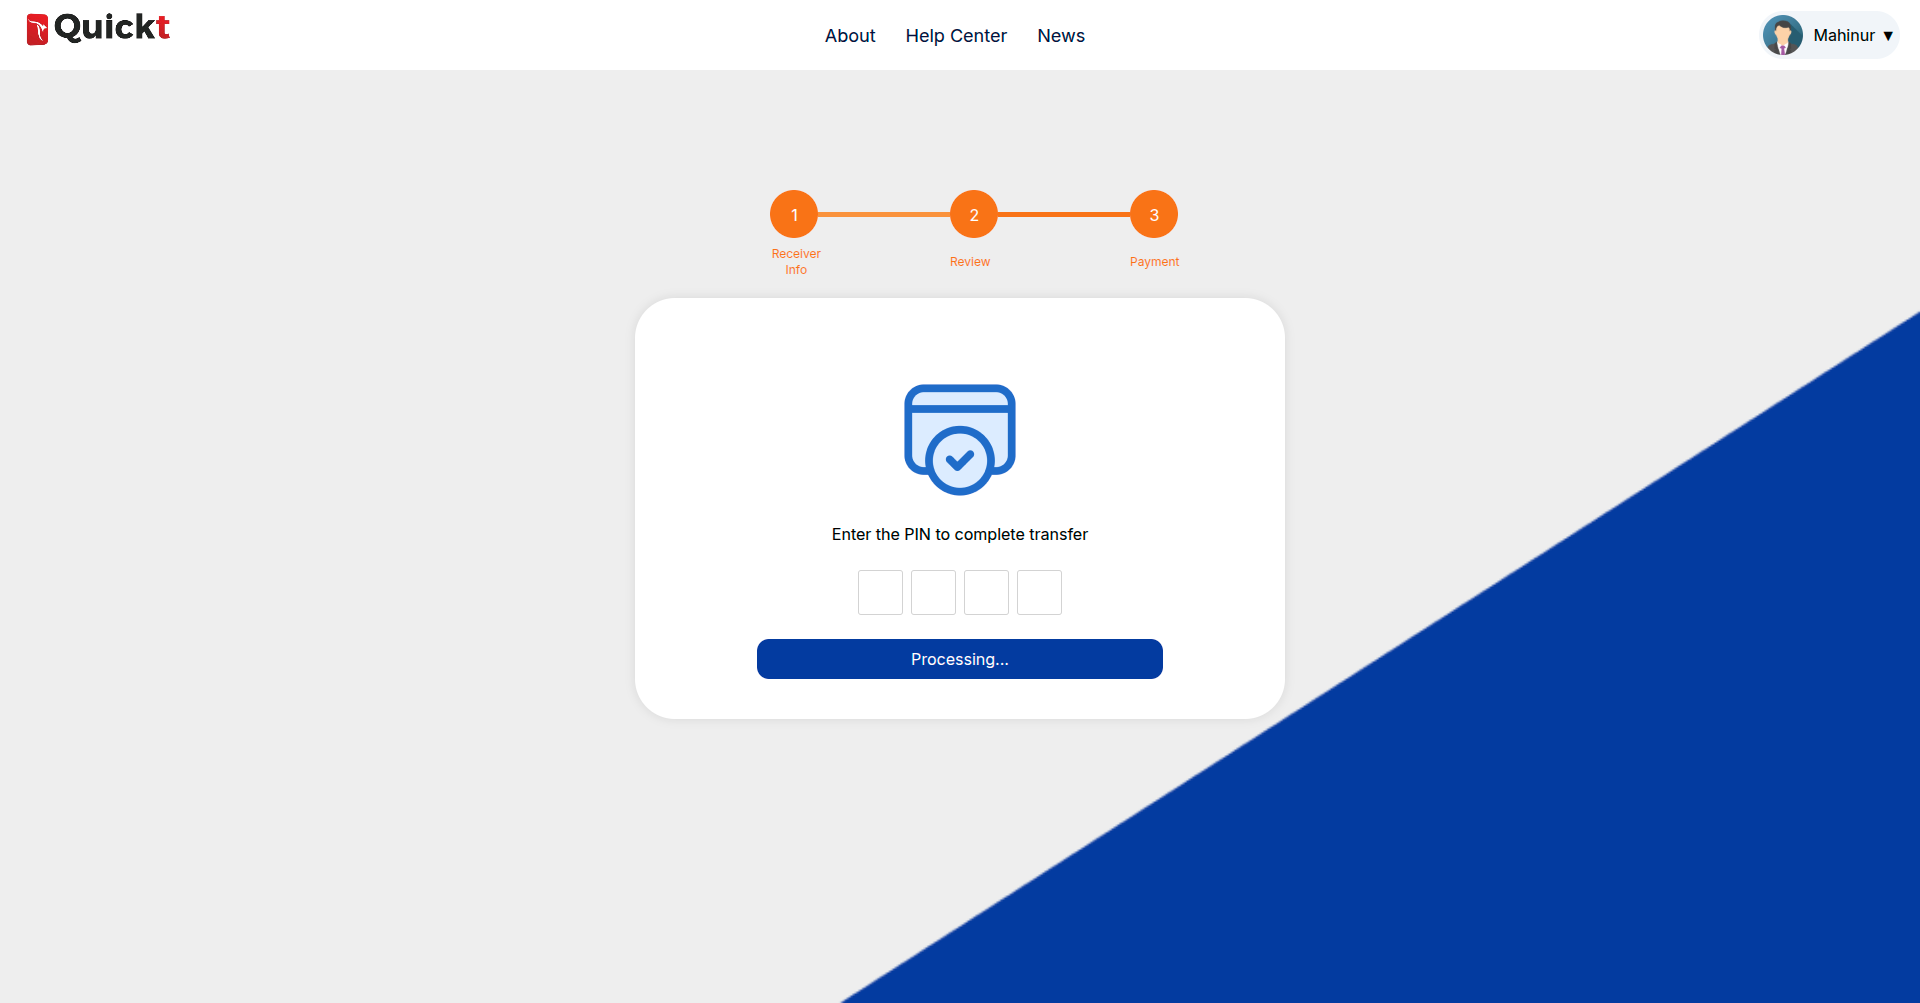 Quickt
About Help Center News
Mahinur ▼
1 2 3
Receiver
Info
Review
Payment
Enter the PIN to complete transfer
Processing...